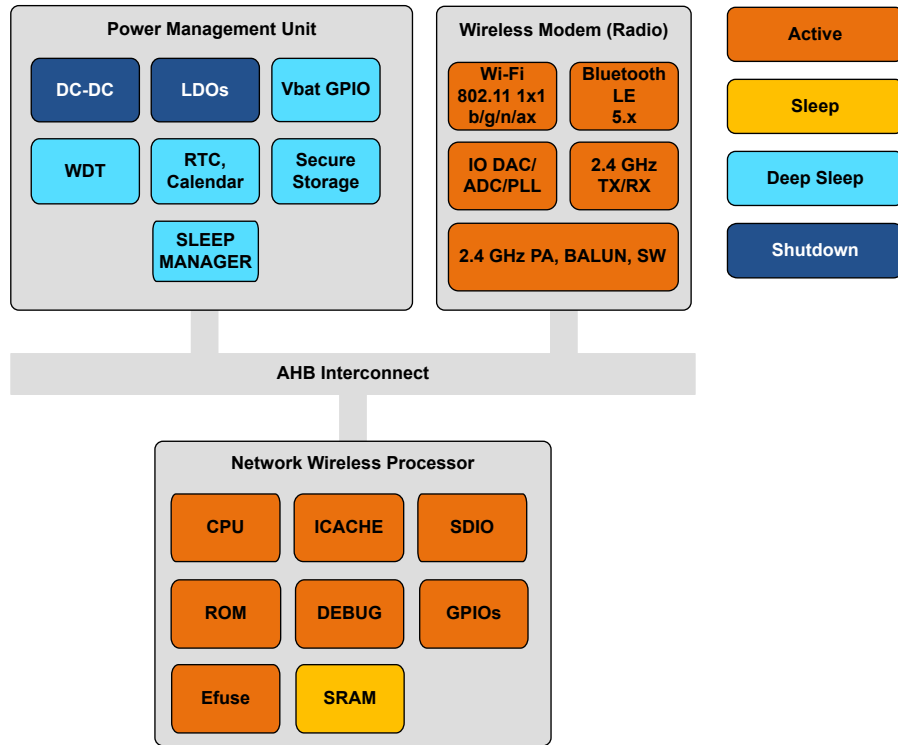 Power Management Unit
DC-DC
LDOs
Vbat GPIO
WDT
RTC,
Calendar
Secure
Storage
SLEEP
MANAGER
Wireless Modem (Radio)
Wi-Fi
802.11 1x1
b/g/n/ax
Bluetooth
LE
5.x
IO DAC/
ADC/PLL
2.4 GHz
TX/RX
2.4 GHz PA, BALUN, SW
Active
Sleep
Deep Sleep
Shutdown
AHB Interconnect
Network Wireless Processor
CPU
ICACHE
SDIO
ROM
DEBUG
GPIOs
Efuse
SRAM